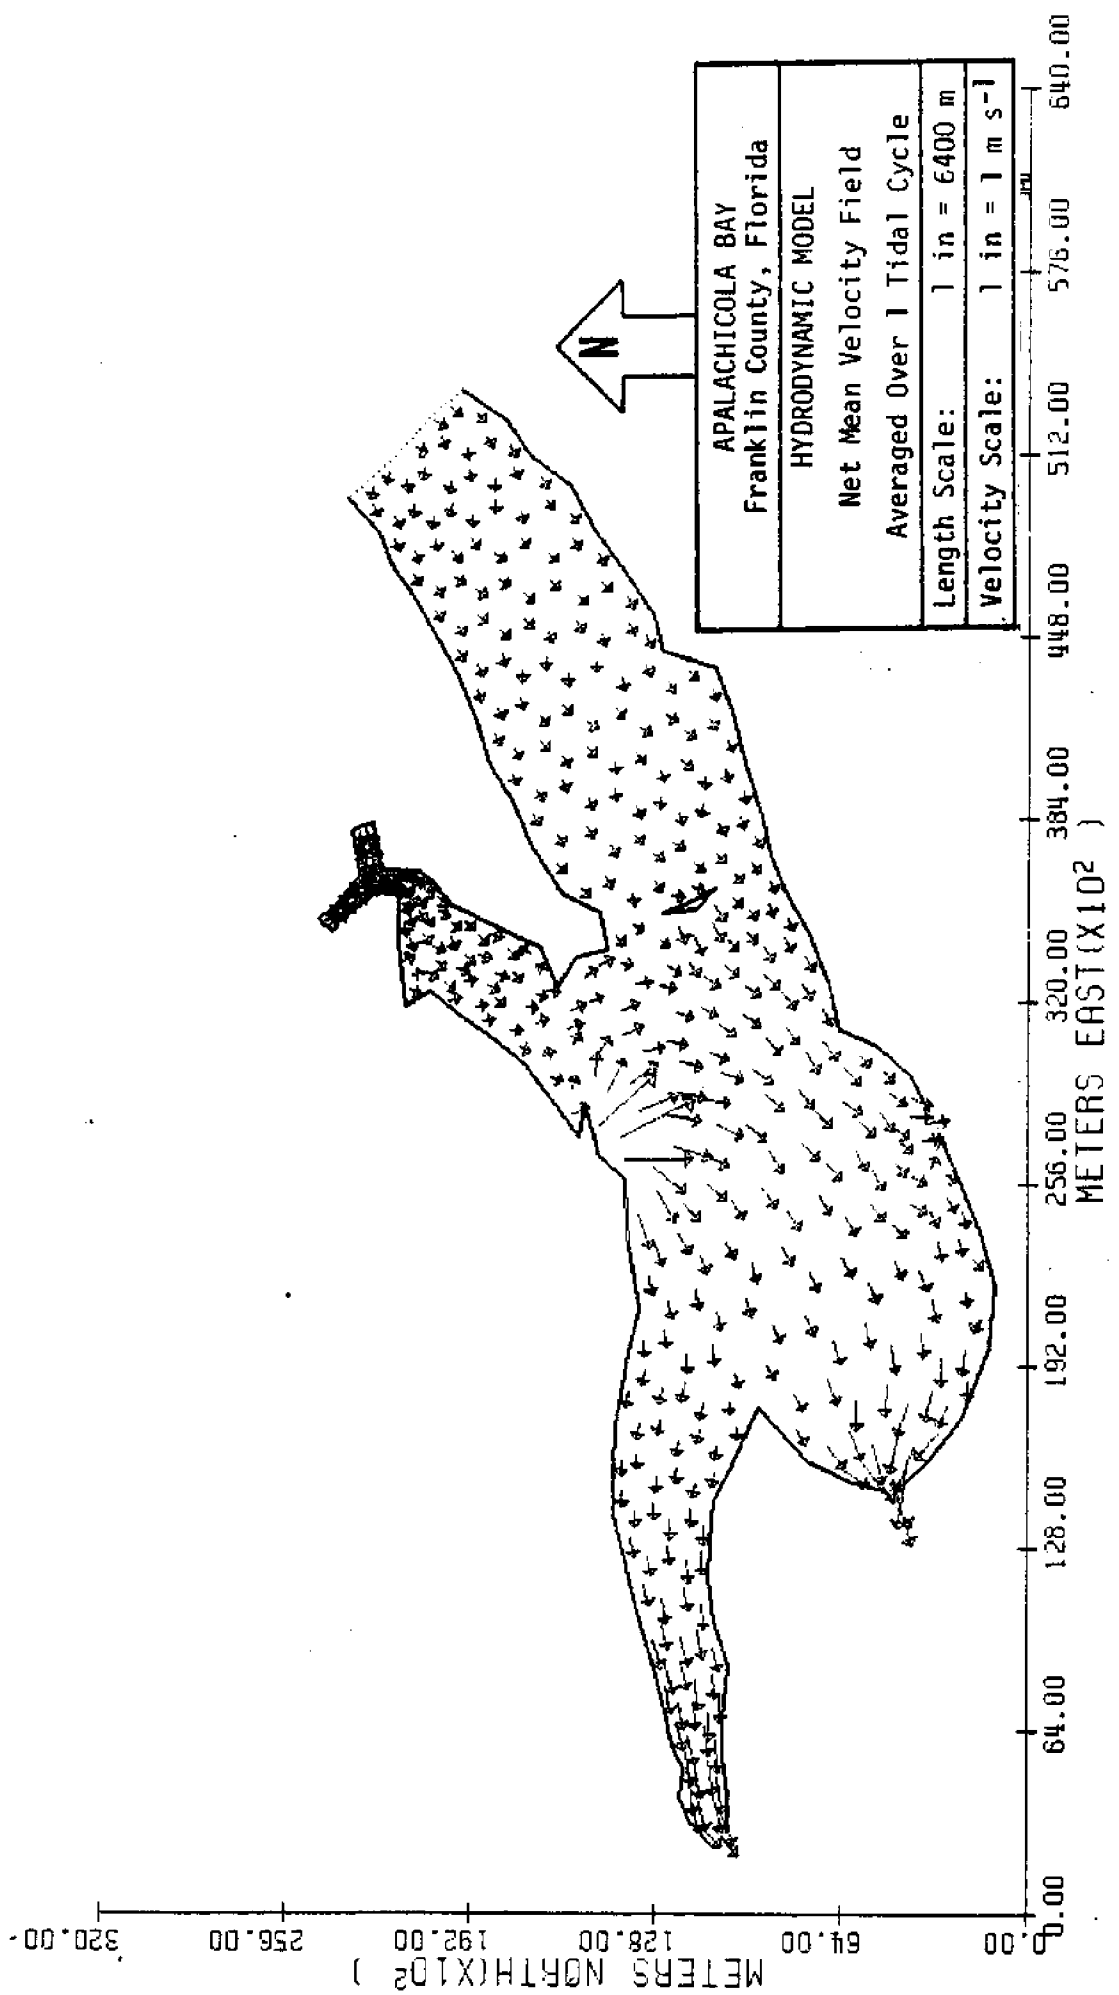 N
APALACHICOLA BAY
Franklin County, Florida
HYDRODYNAMIC MODEL
Net Mean Velocity Field
Averaged Over 1 Tidal Cycle
Length Scale: 1 in = 6400 m
Velocity Scale: 1 in = 1 m s-1
METERS NORTH(X10²)
320.00
256.00
192.00
128.00
64.00
0.00
0.00 64.00 128.00 192.00 256.00 320.00 384.00 448.00 512.00 576.00 640.00
METERS EAST(X10²)